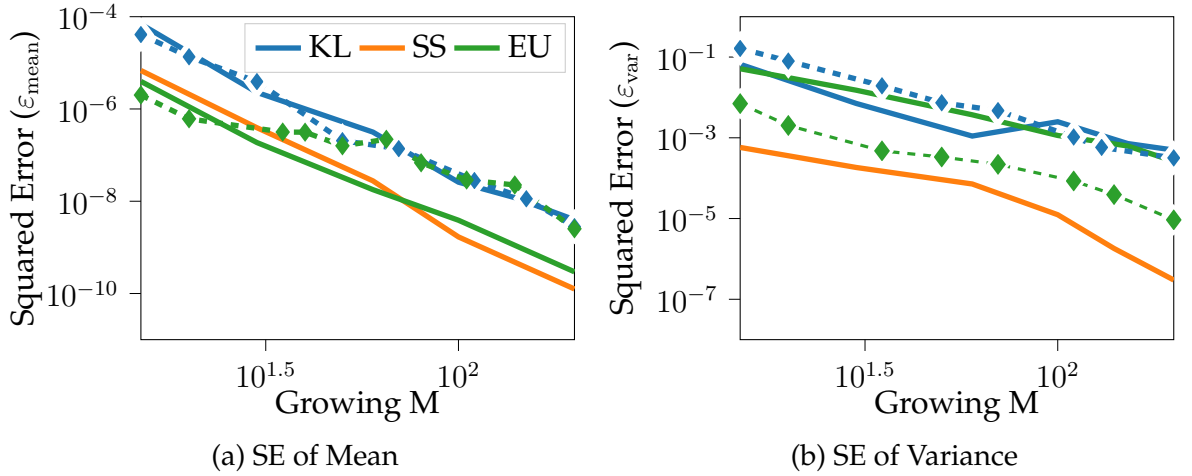 10^{-4}
10^{-6}
10^{-8}
10^{-10}
Squared Error (ε_mean)
KL SS EU
10^{1.5} 10^{2}
Growing M
(a) SE of Mean
10^{-1}
10^{-3}
10^{-5}
10^{-7}
Squared Error (ε_var)
10^{1.5} 10^{2}
Growing M
(b) SE of Variance